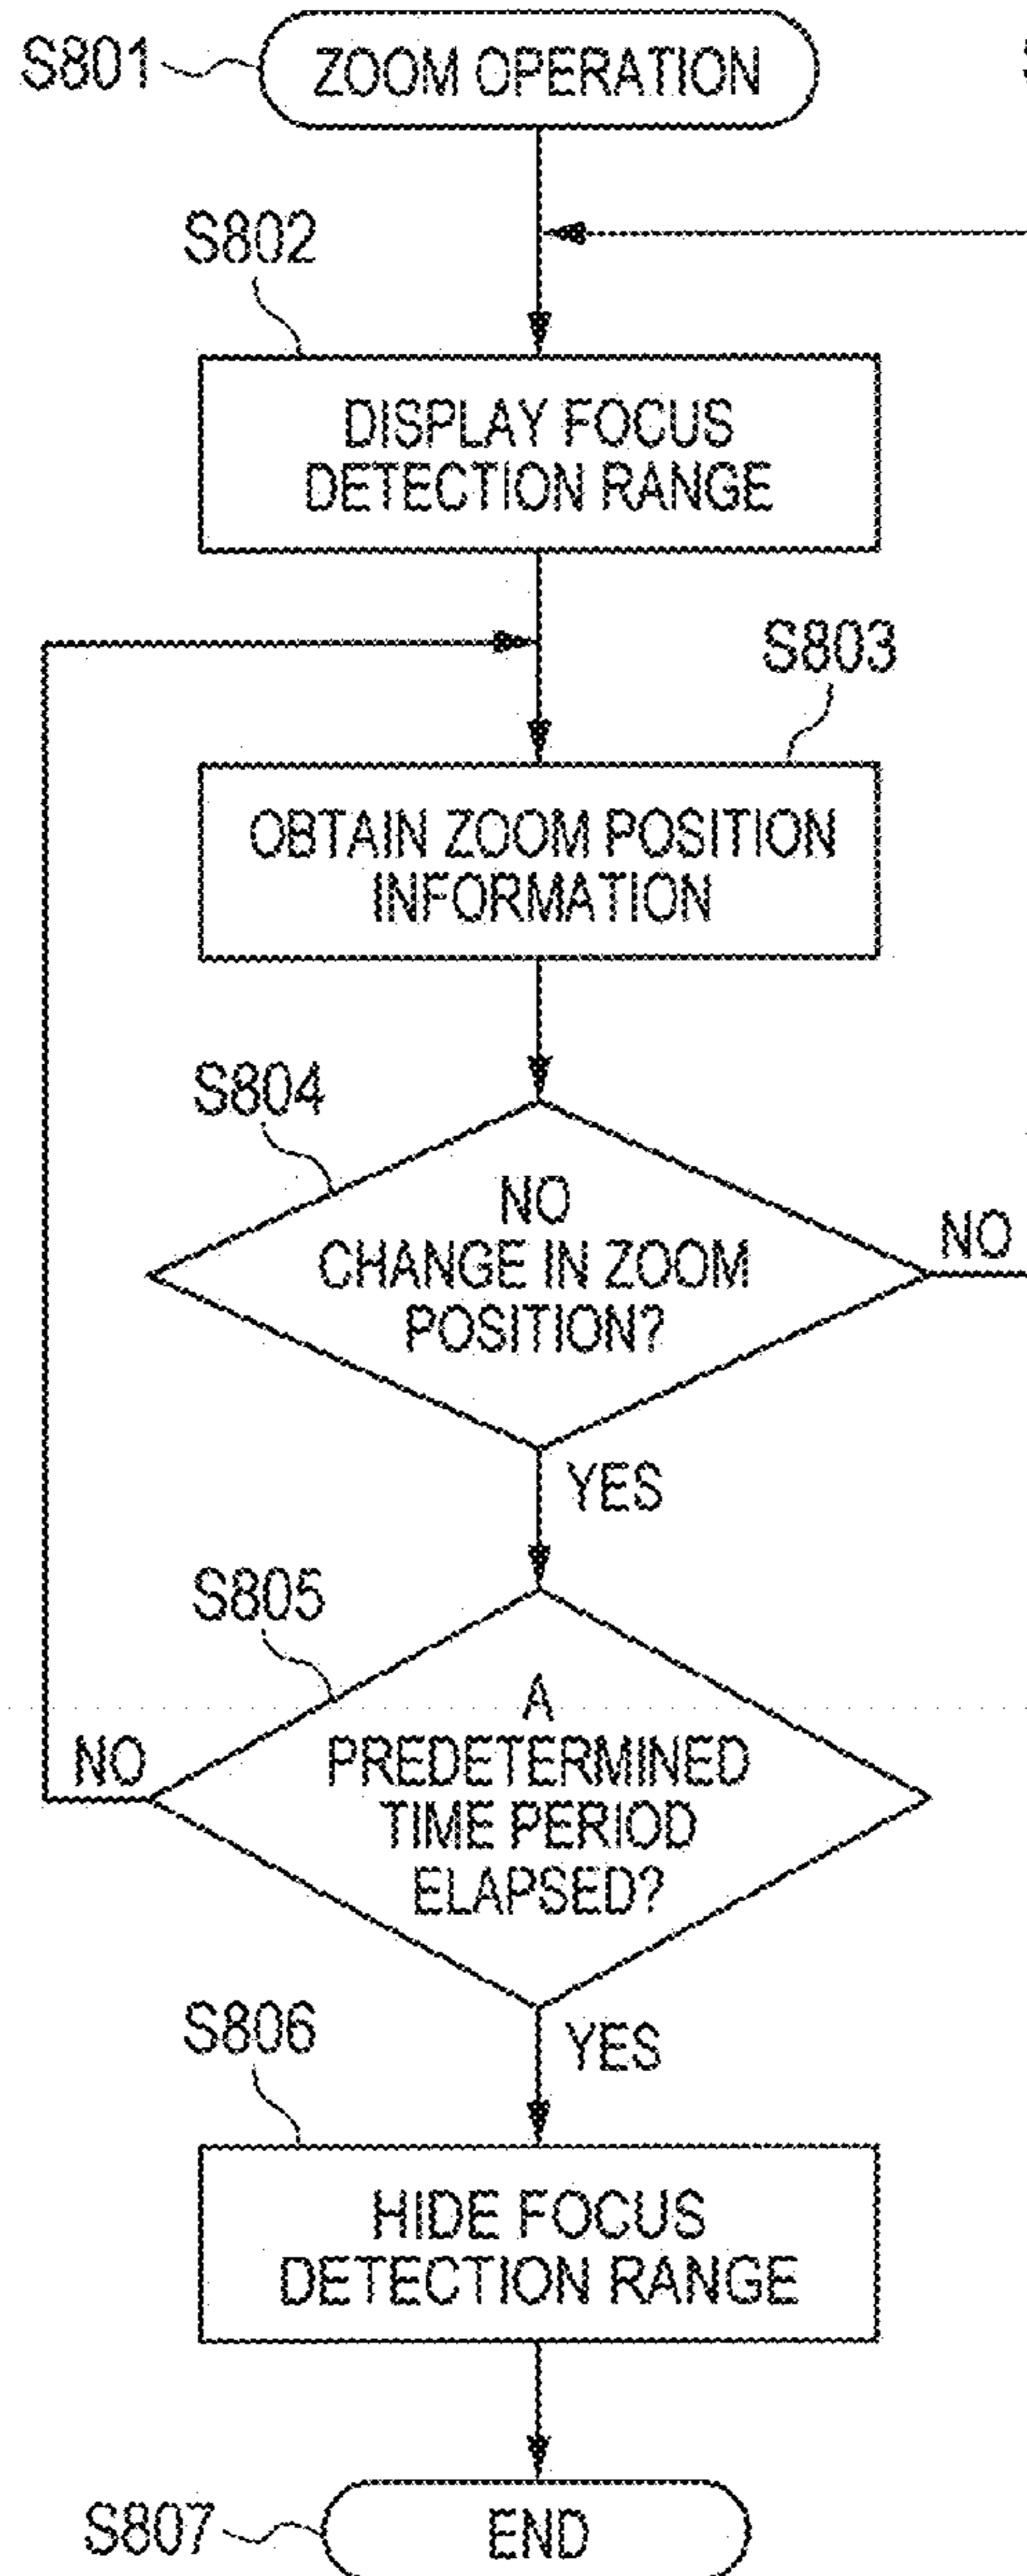 S801
ZOOM OPERATION
S802
DISPLAY FOCUS
DETECTION RANGE
S803
OBTAIN ZOOM POSITION
INFORMATION
S804
NO
CHANGE IN ZOOM
POSITION?
NO
YES
S805
A
PREDETERMINED
TIME PERIOD
ELAPSED?
NO
YES
S806
HIDE FOCUS
DETECTION RANGE
S807
END